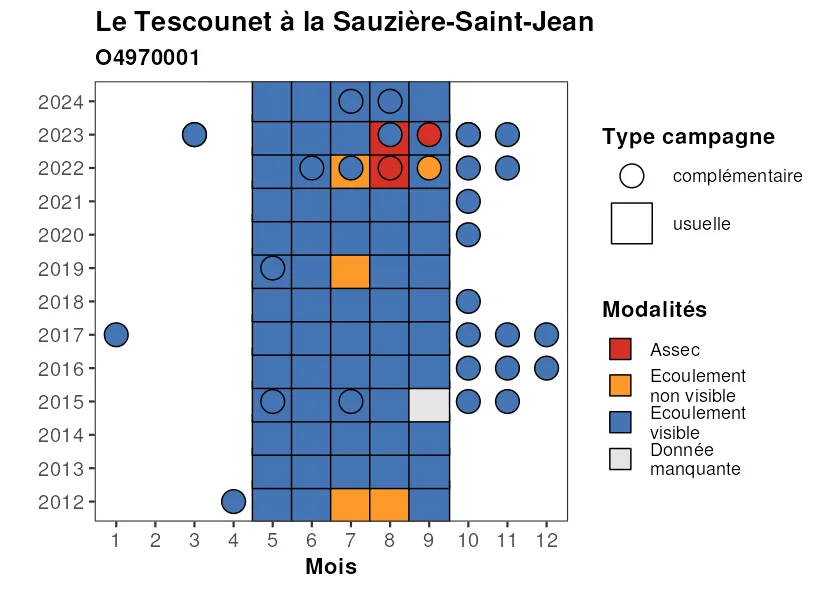 Le Tescounet à la Sauzière-Saint-Jean
O4970001
2024
2023
2022
2021
2020
2019
2018
2017
2016
2015
2014
2013
2012
1 2 3 4 5 6 7 8 9 10 11 12
Mois
Type campagne
complémentaire
usuelle
Modalités
Assec
Ecoulement
non visible
Ecoulement
visible
Donnée
manquante